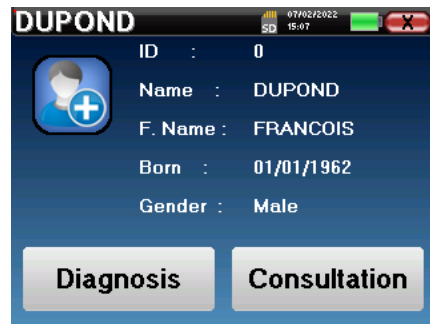 DUPOND
SD
07/02/2022
15:07
X
ID : 0
Name : DUPOND
F. Name : FRANCOIS
Born : 01/01/1962
Gender : Male
Diagnosis
Consultation